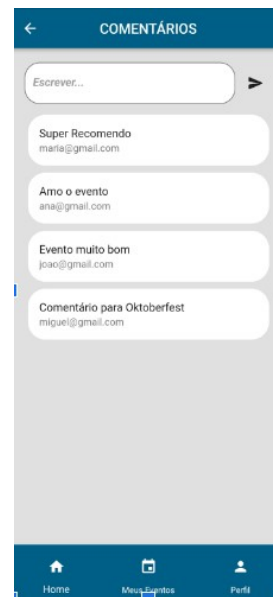 COMENTÁRIOS
Escrever...
Super Recomendo
maria@gmail.com
Amo o evento
ana@gmail.com
Evento muito bom
joao@gmail.com
Comentário para Oktoberfest
miguel@gmail.com
Home Meus Eventos Perfil